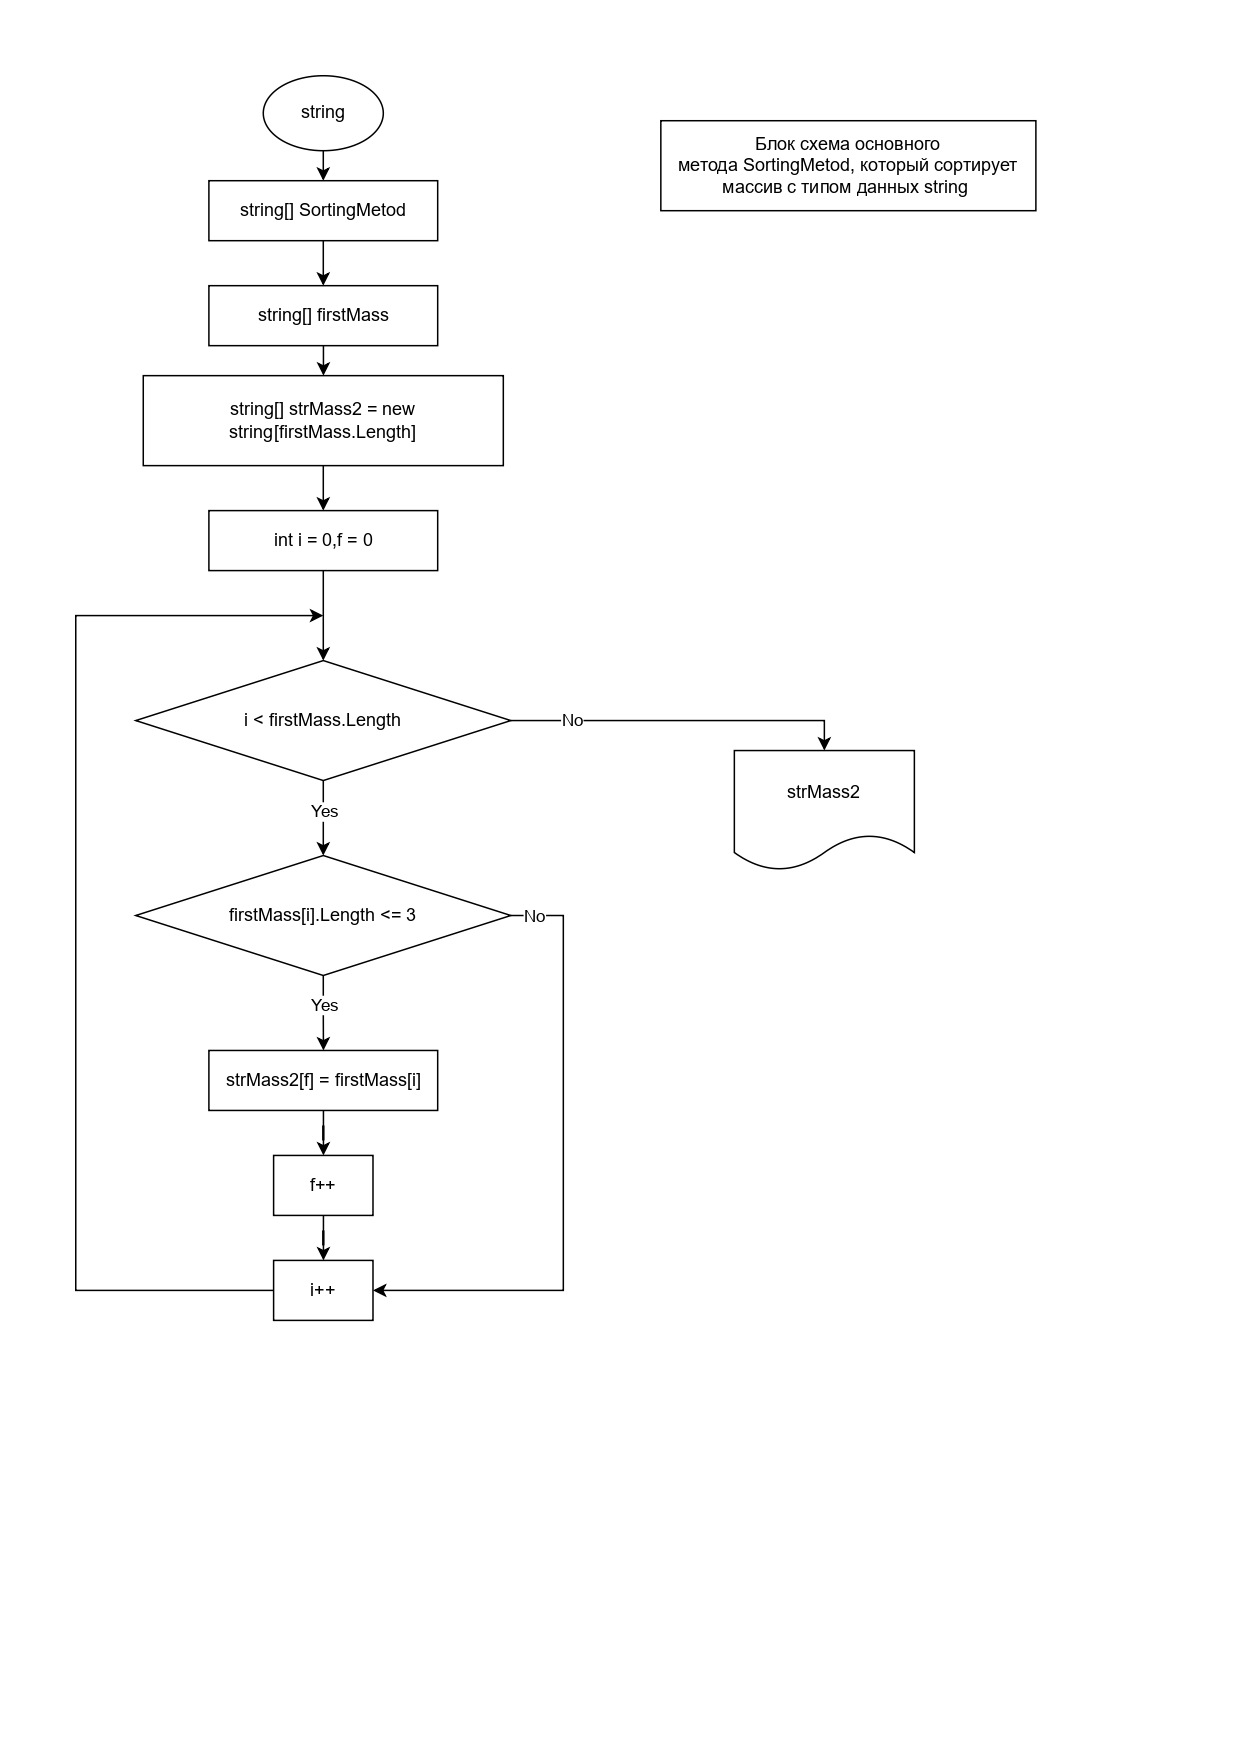 string
Блок схема основного
метода SortingMetod, который сортирует
массив с типом данных string
string[] SortingMetod
string[] firstMass
string[] strMass2 = new
string[firstMass.Length]
int i = 0,f = 0
i < firstMass.Length
No
strMass2
Yes
firstMass[i].Length <= 3
No
Yes
strMass2[f] = firstMass[i]
f++
i++